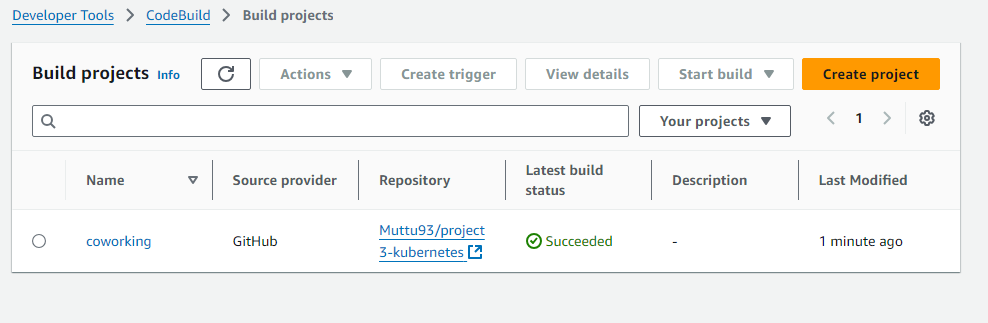 Developer Tools > CodeBuild > Build projects
Build projects Info Actions Create trigger View details Start build Create project
Your projects 1
Name Source provider Repository Latest build status Description Last Modified
coworking GitHub Muttu93/project3-kubernetes Succeeded - 1 minute ago